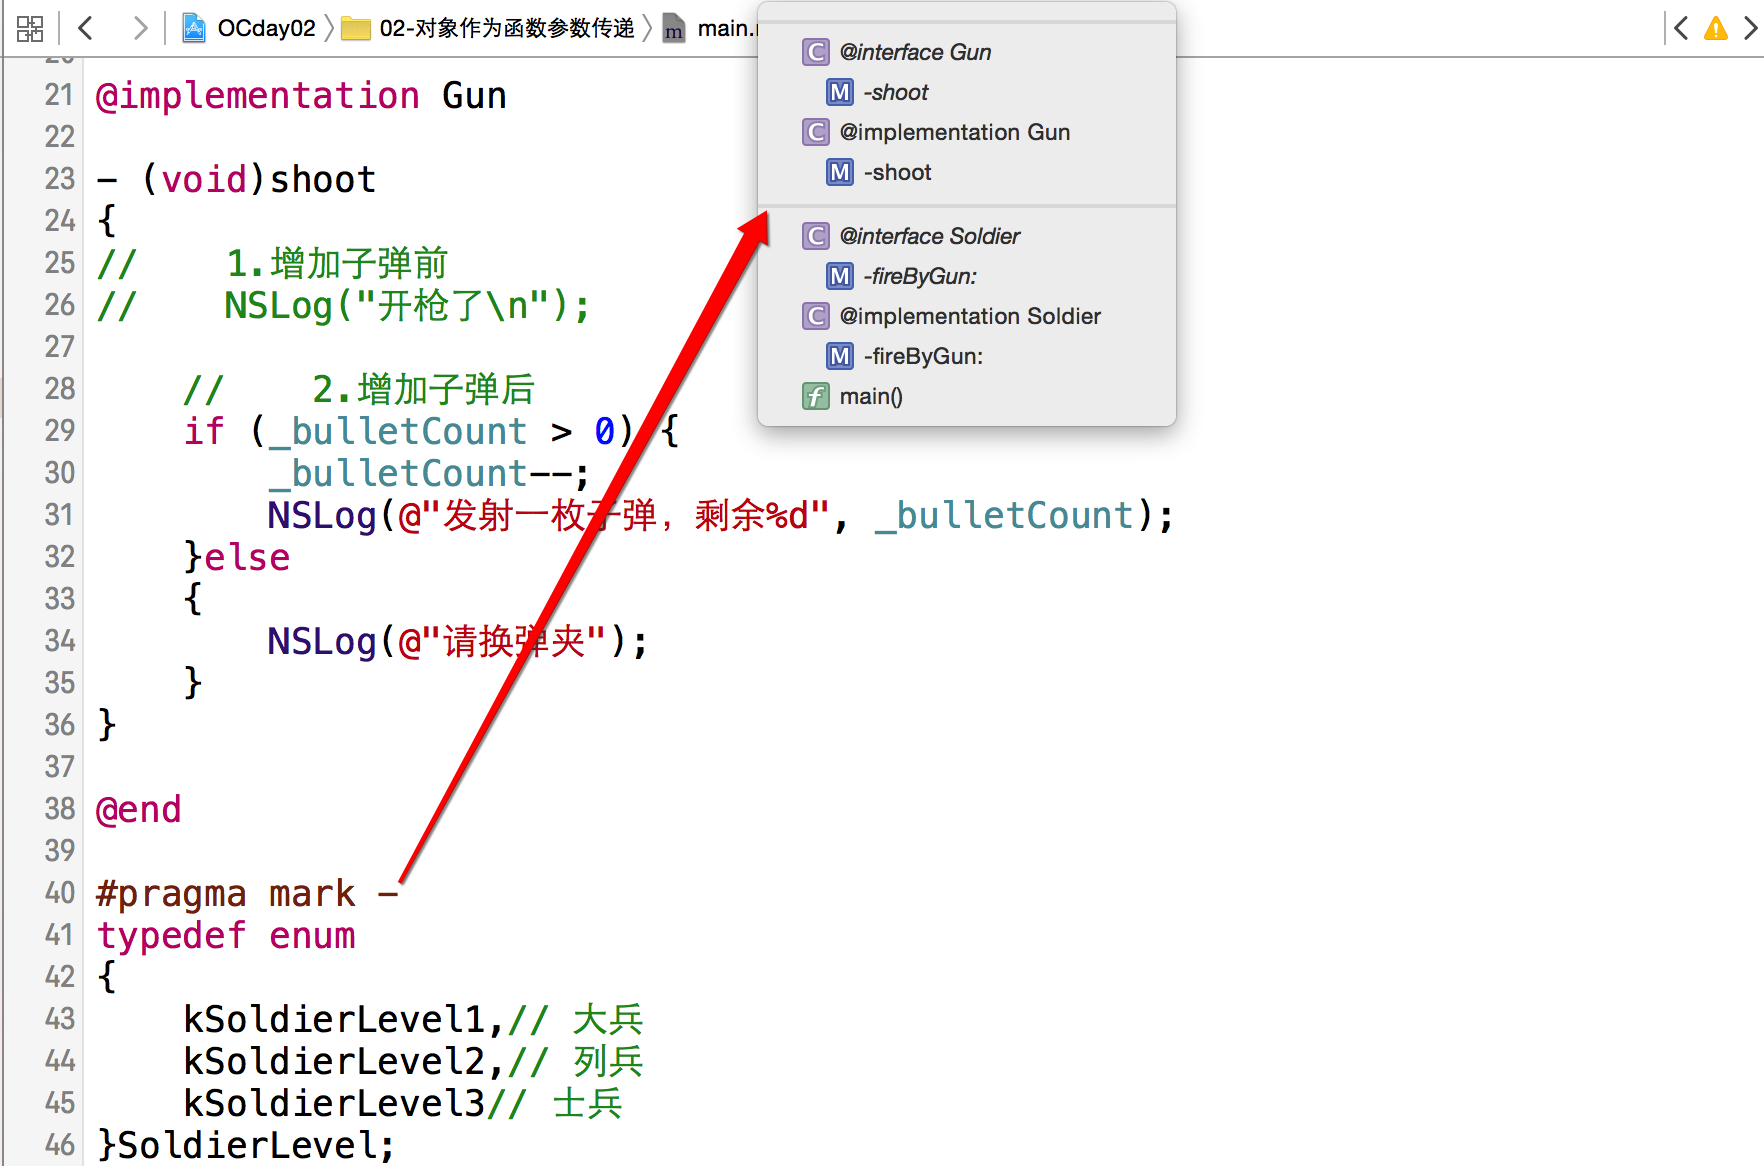 OCday02 02-对象作为函数参数传递 m main.
@interface Gun
M -shoot
C @implementation Gun
M -shoot
C @interface Soldier
M -fireByGun:
C @implementation Soldier
M -fireByGun:
f main()
21 @implementation Gun
22
23 - (void)shoot
24 {
25 // 1.增加子弹前
26 // NSLog("开枪了\n");
27
28 // 2.增加子弹后
29 if (_bulletCount > 0) {
30 _bulletCount--;
31 NSLog(@"发射一枚子弹，剩余%d", _bulletCount);
32 }else
33 {
34 NSLog(@"请换弹夹");
35 }
36 }
37
38 @end
39
40 #pragma mark -
41 typedef enum
42 {
43 kSoldierLevel1,// 大兵
44 kSoldierLevel2,// 列兵
45 kSoldierLevel3// 士兵
46 }SoldierLevel;